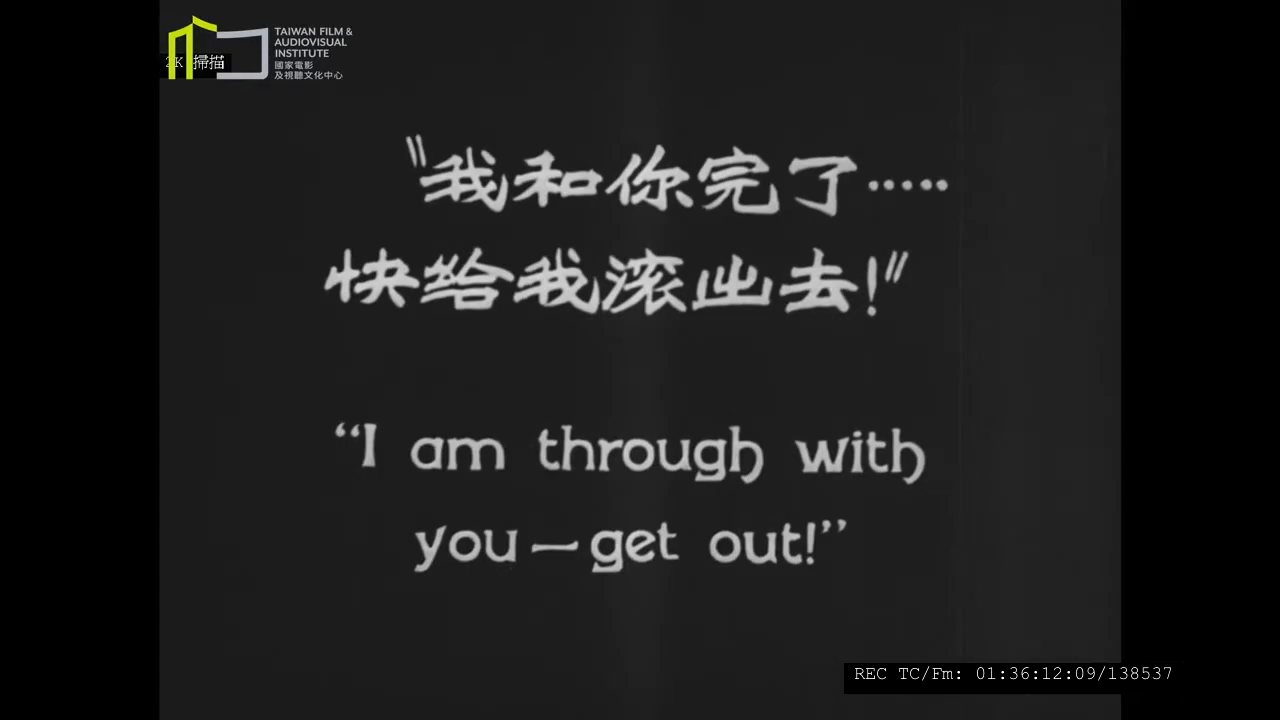 TAIWAN FILM &
AUDIOVISUAL
INSTITUTE
國家電影
及視聽文化中心
2K 掃描
"我和你完了·····
快給我滚出去!"
“I am through with
you — get out!”
REC TC/Fm: 01:36:12:09/138537